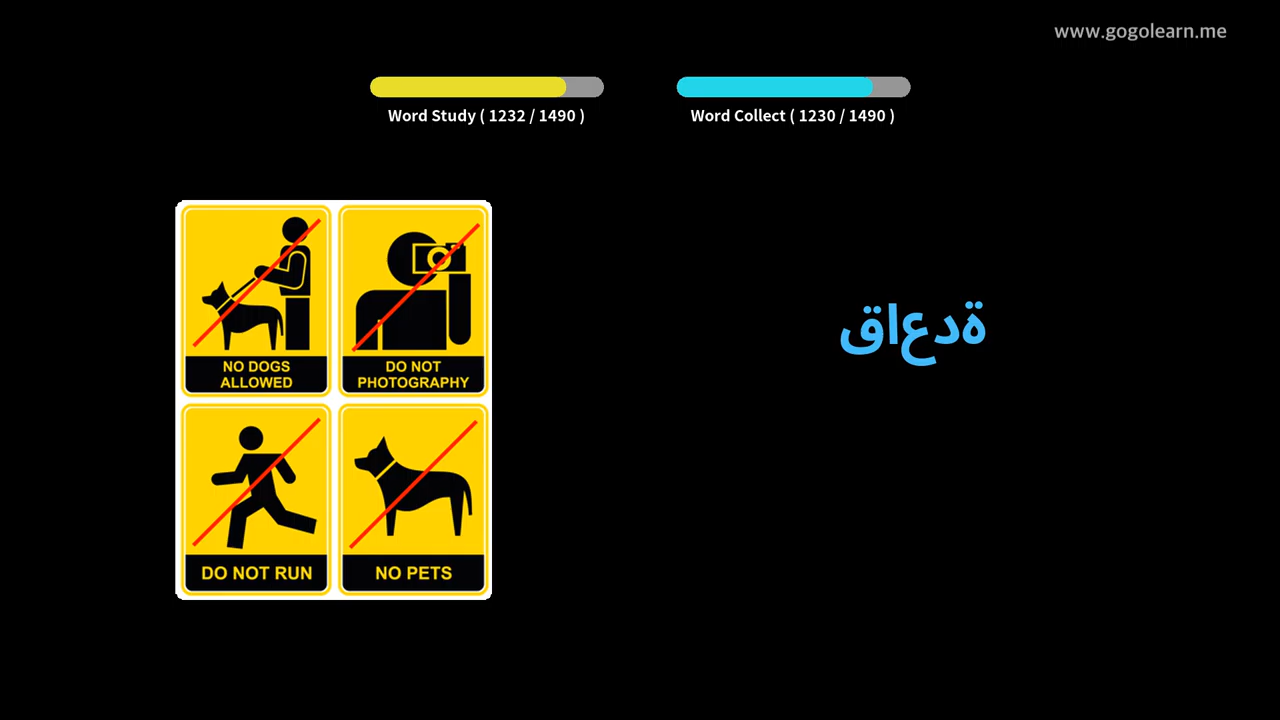 www.gogolearn.me
Word Study ( 1232 / 1490 )
Word Collect ( 1230 / 1490 )
NO DOGS
ALLOWED
DO NOT
PHOTOGRAPHY
قاعدة
DO NOT RUN
NO PETS